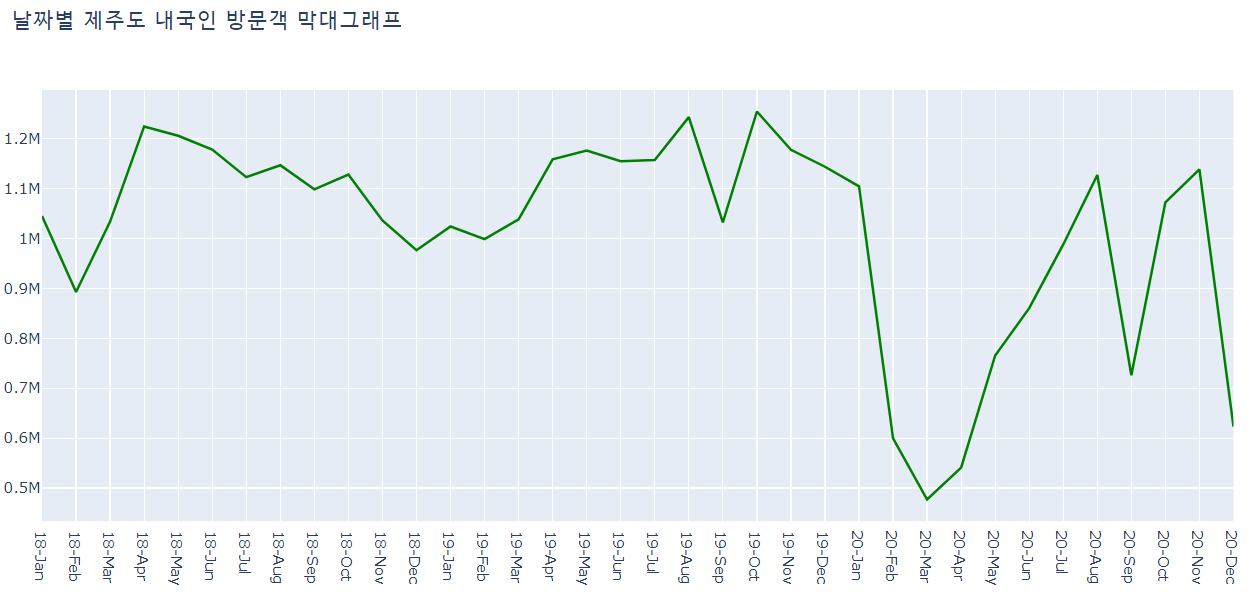 날짜별 제주도 내국인 방문객 막대그래프
1.2M
1.1M
1M
0.9M
0.8M
0.7M
0.6M
0.5M
18-Jan
18-Feb
18-Mar
18-Apr
18-May
18-Jun
18-Jul
18-Aug
18-Sep
18-Oct
18-Nov
18-Dec
19-Jan
19-Feb
19-Mar
19-Apr
19-May
19-Jun
19-Jul
19-Aug
19-Sep
19-Oct
19-Nov
19-Dec
20-Jan
20-Feb
20-Mar
20-Apr
20-May
20-Jun
20-Jul
20-Aug
20-Sep
20-Oct
20-Nov
20-Dec